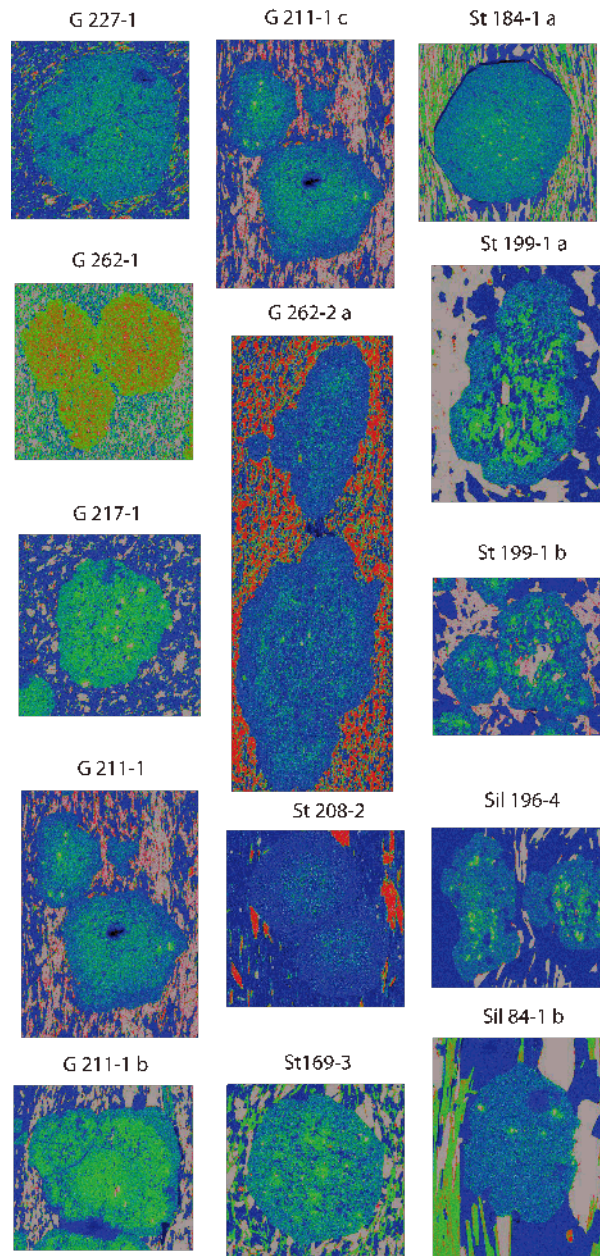 G 227-1
G 211-1 c
St 184-1 a
St 199-1 a
G 262-1
G 262-2 a
G 217-1
St 199-1 b
G 211-1
St 208-2
Sil 196-4
G 211-1 b
St169-3
Sil 84-1 b